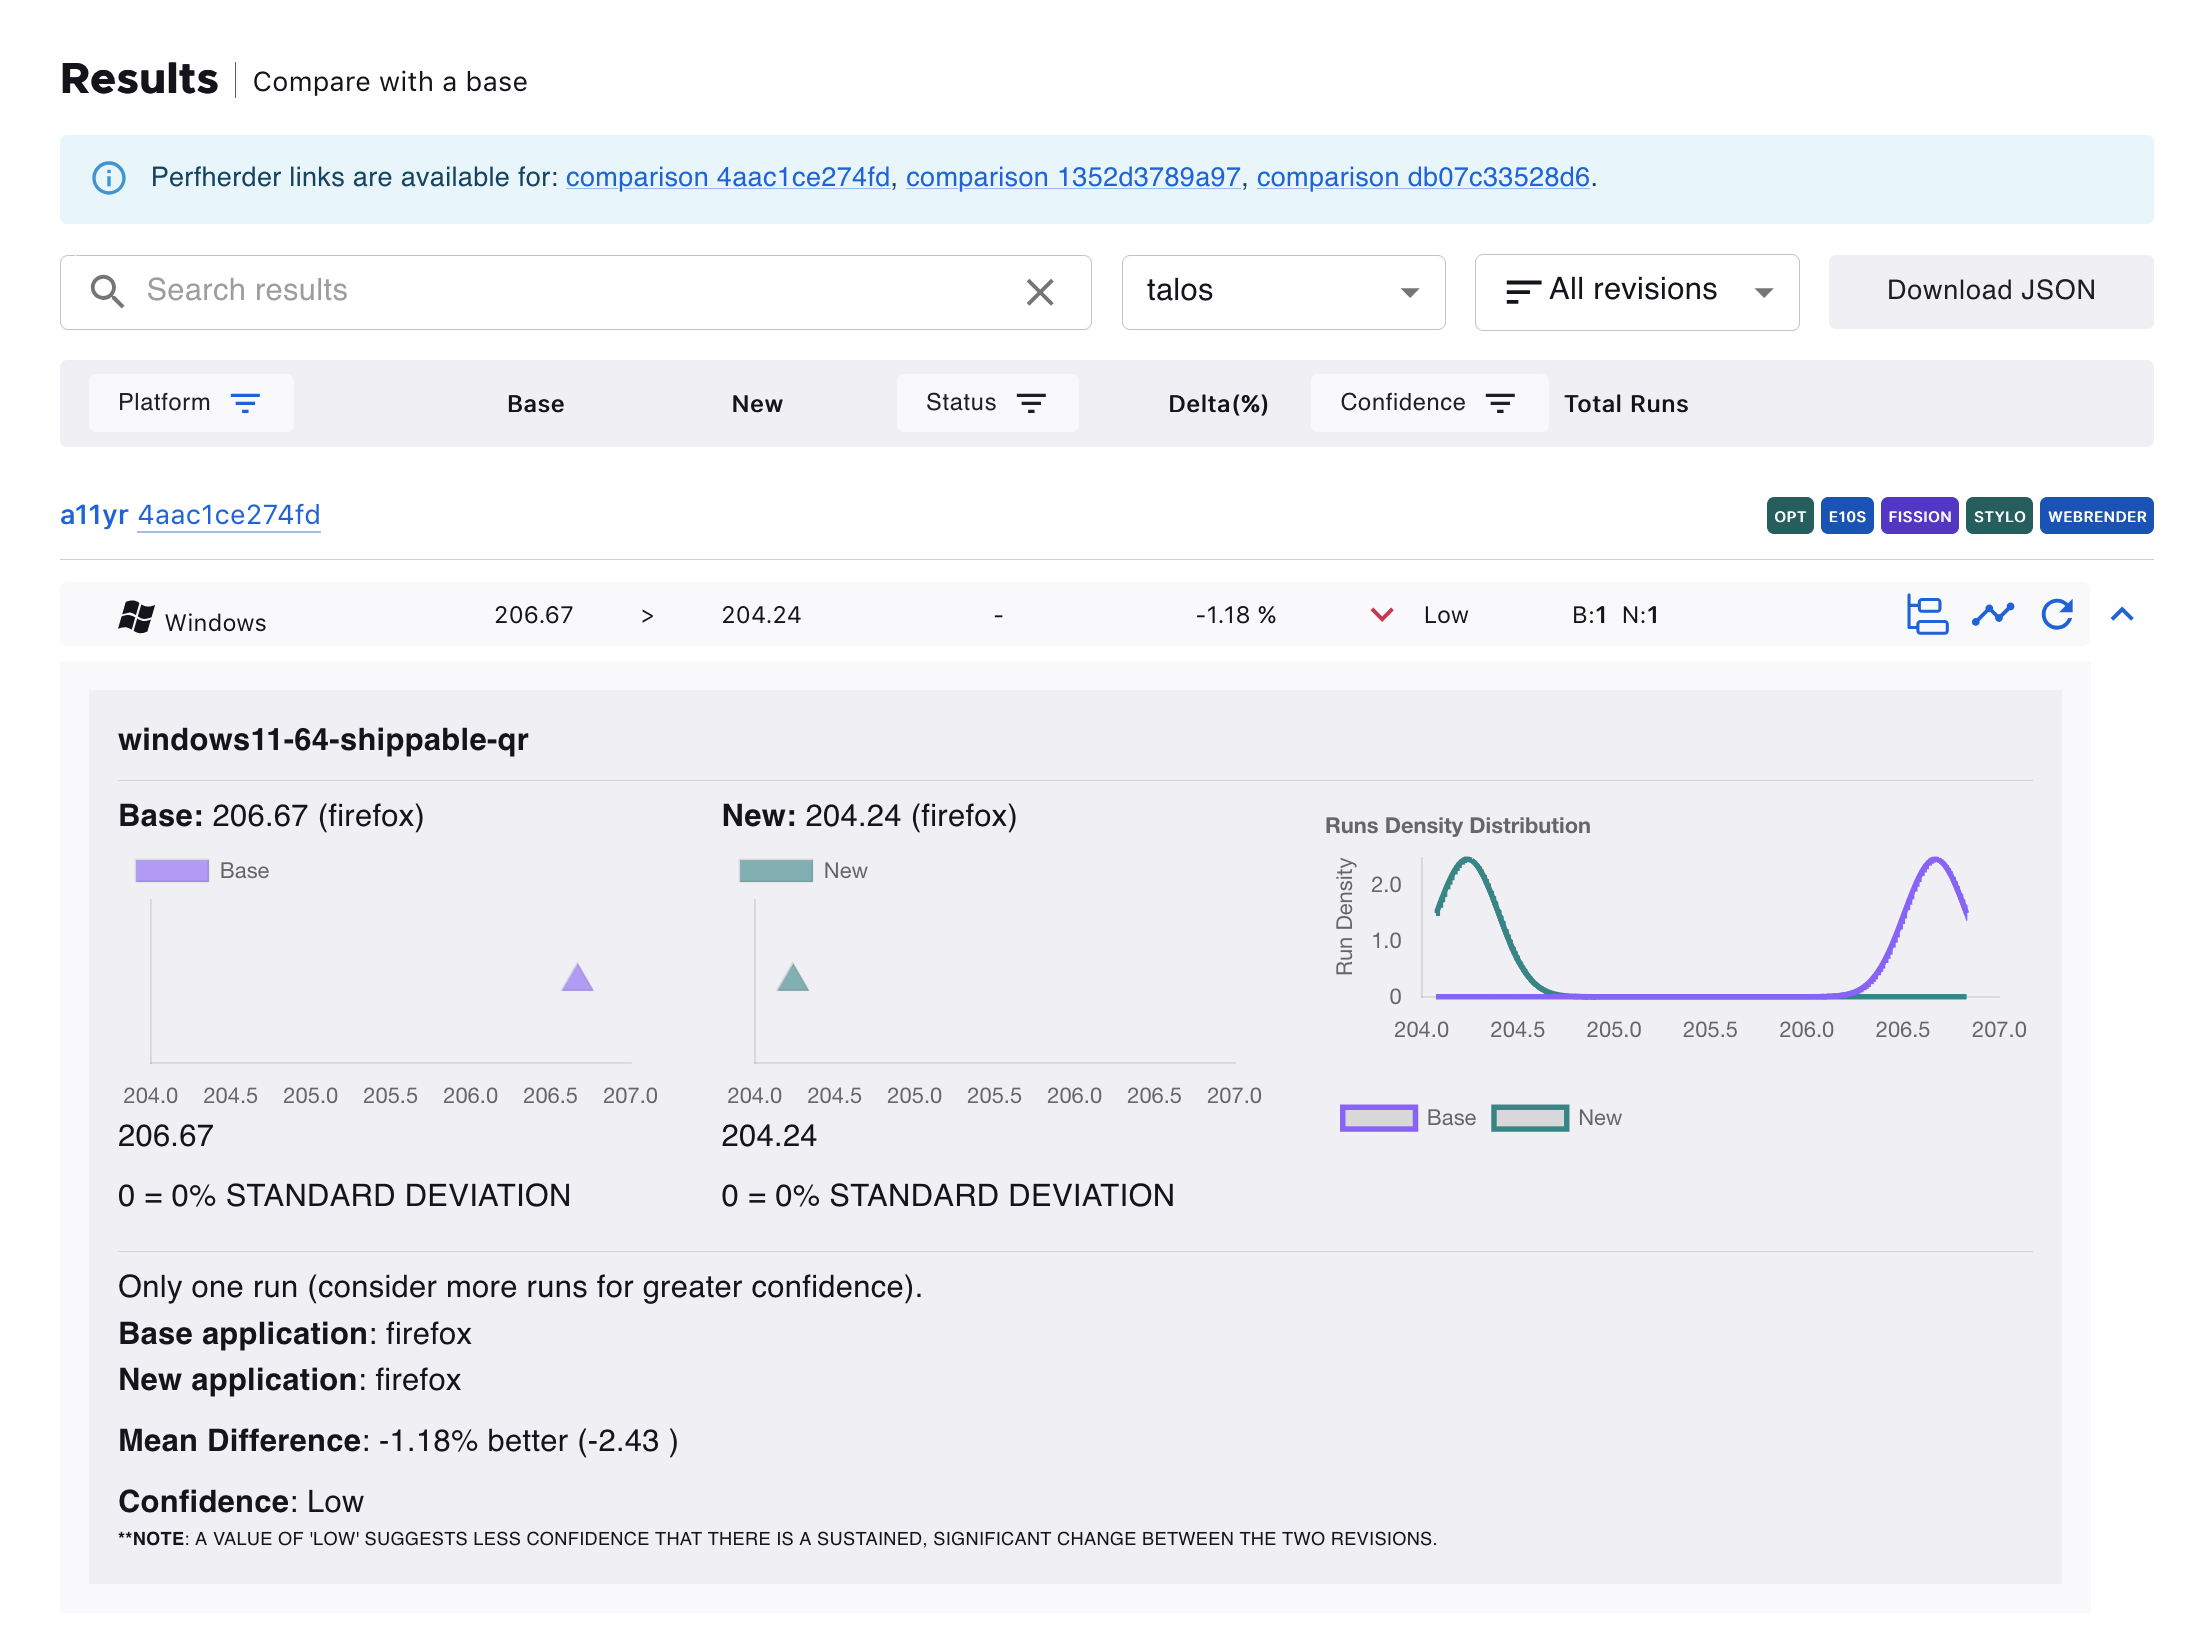 Results Compare with a base
Perfherder links are available for: comparison 4aac1ce274fd, comparison 1352d3789a97, comparison db07c33528d6.
Search results
talos
All revisions
Download JSON
Platform Base New Status Delta(%) Confidence Total Runs
a11yr 4aac1ce274fd
OPT E10S FISSION STYLO WEBRENDER
Windows 206.67 > 204.24 - -1.18 % Low B:1 N:1
windows11-64-shippable-qr
Base: 206.67 (firefox)
Base
204.0 204.5 205.0 205.5 206.0 206.5 207.0
206.67
0 = 0% STANDARD DEVIATION
New: 204.24 (firefox)
New
204.0 204.5 205.0 205.5 206.0 206.5 207.0
204.24
0 = 0% STANDARD DEVIATION
Runs Density Distribution
Run Density
2.0
1.0
0
204.0 204.5 205.0 205.5 206.0 206.5 207.0
Base New
Only one run (consider more runs for greater confidence).
Base application: firefox
New application: firefox
Mean Difference: -1.18% better (-2.43 )
Confidence: Low
**NOTE: A VALUE OF 'LOW' SUGGESTS LESS CONFIDENCE THAT THERE IS A SUSTAINED, SIGNIFICANT CHANGE BETWEEN THE TWO REVISIONS.